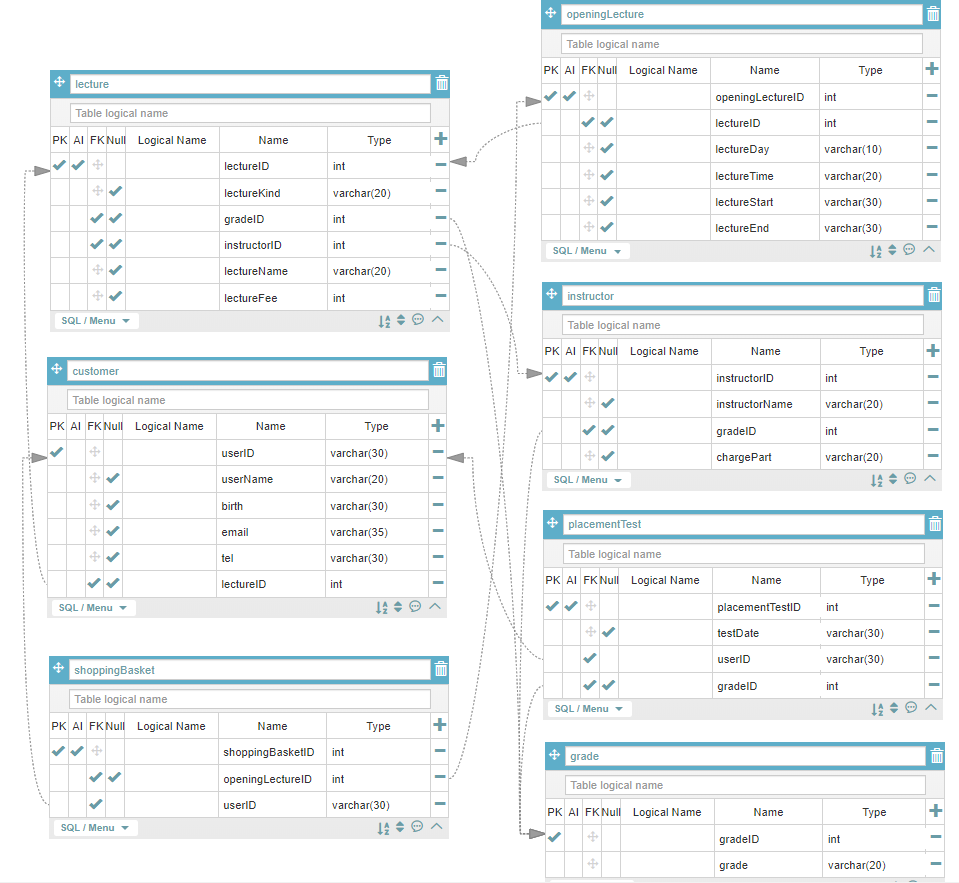 lecture
Table logical name
PK AI FK Null Logical Name Name Type
lectureID int
lectureKind varchar(20)
gradeID int
instructorID int
lectureName varchar(20)
lectureFee int
SQL / Menu
customer
Table logical name
PK AI FK Null Logical Name Name Type
userID varchar(30)
userName varchar(20)
birth varchar(30)
email varchar(35)
tel varchar(30)
lectureID int
SQL / Menu
shoppingBasket
Table logical name
PK AI FK Null Logical Name Name Type
shoppingBasketID int
openingLectureID int
userID varchar(30)
SQL / Menu
openingLecture
Table logical name
PK AI FK Null Logical Name Name Type
openingLectureID int
lectureID int
lectureDay varchar(10)
lectureTime varchar(20)
lectureStart varchar(30)
lectureEnd varchar(30)
SQL / Menu
instructor
Table logical name
PK AI FK Null Logical Name Name Type
instructorID int
instructorName varchar(20)
gradeID int
chargePart varchar(20)
SQL / Menu
placementTest
Table logical name
PK AI FK Null Logical Name Name Type
placementTestID int
testDate varchar(30)
userID varchar(30)
gradeID int
SQL / Menu
grade
Table logical name
PK AI FK Null Logical Name Name Type
gradeID int
grade varchar(20)